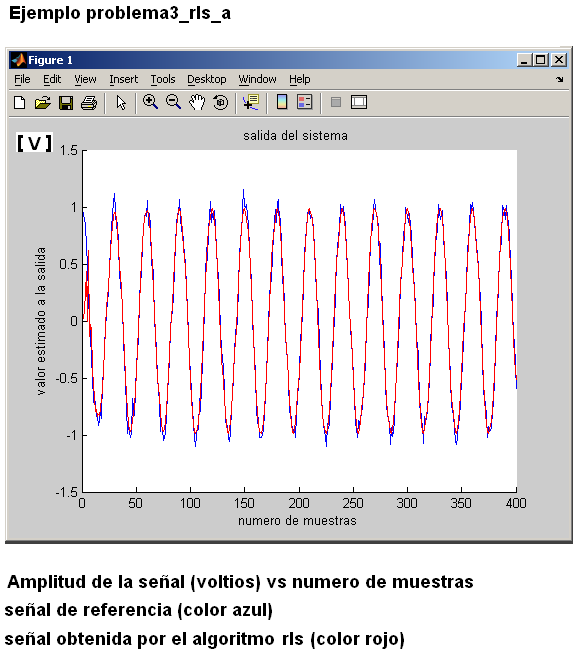 Ejemplo problema3_rls_a
Figure 1
File Edit View Insert Tools Desktop Window Help
[V]
salida del sistema
valor estimado a la salida
1.5
1
0.5
0
-0.5
-1
-1.5
0 50 100 150 200 250 300 350 400
numero de muestras
Amplitud de la señal (voltios) vs numero de muestras
señal de referencia (color azul)
señal obtenida por el algoritmo rls (color rojo)